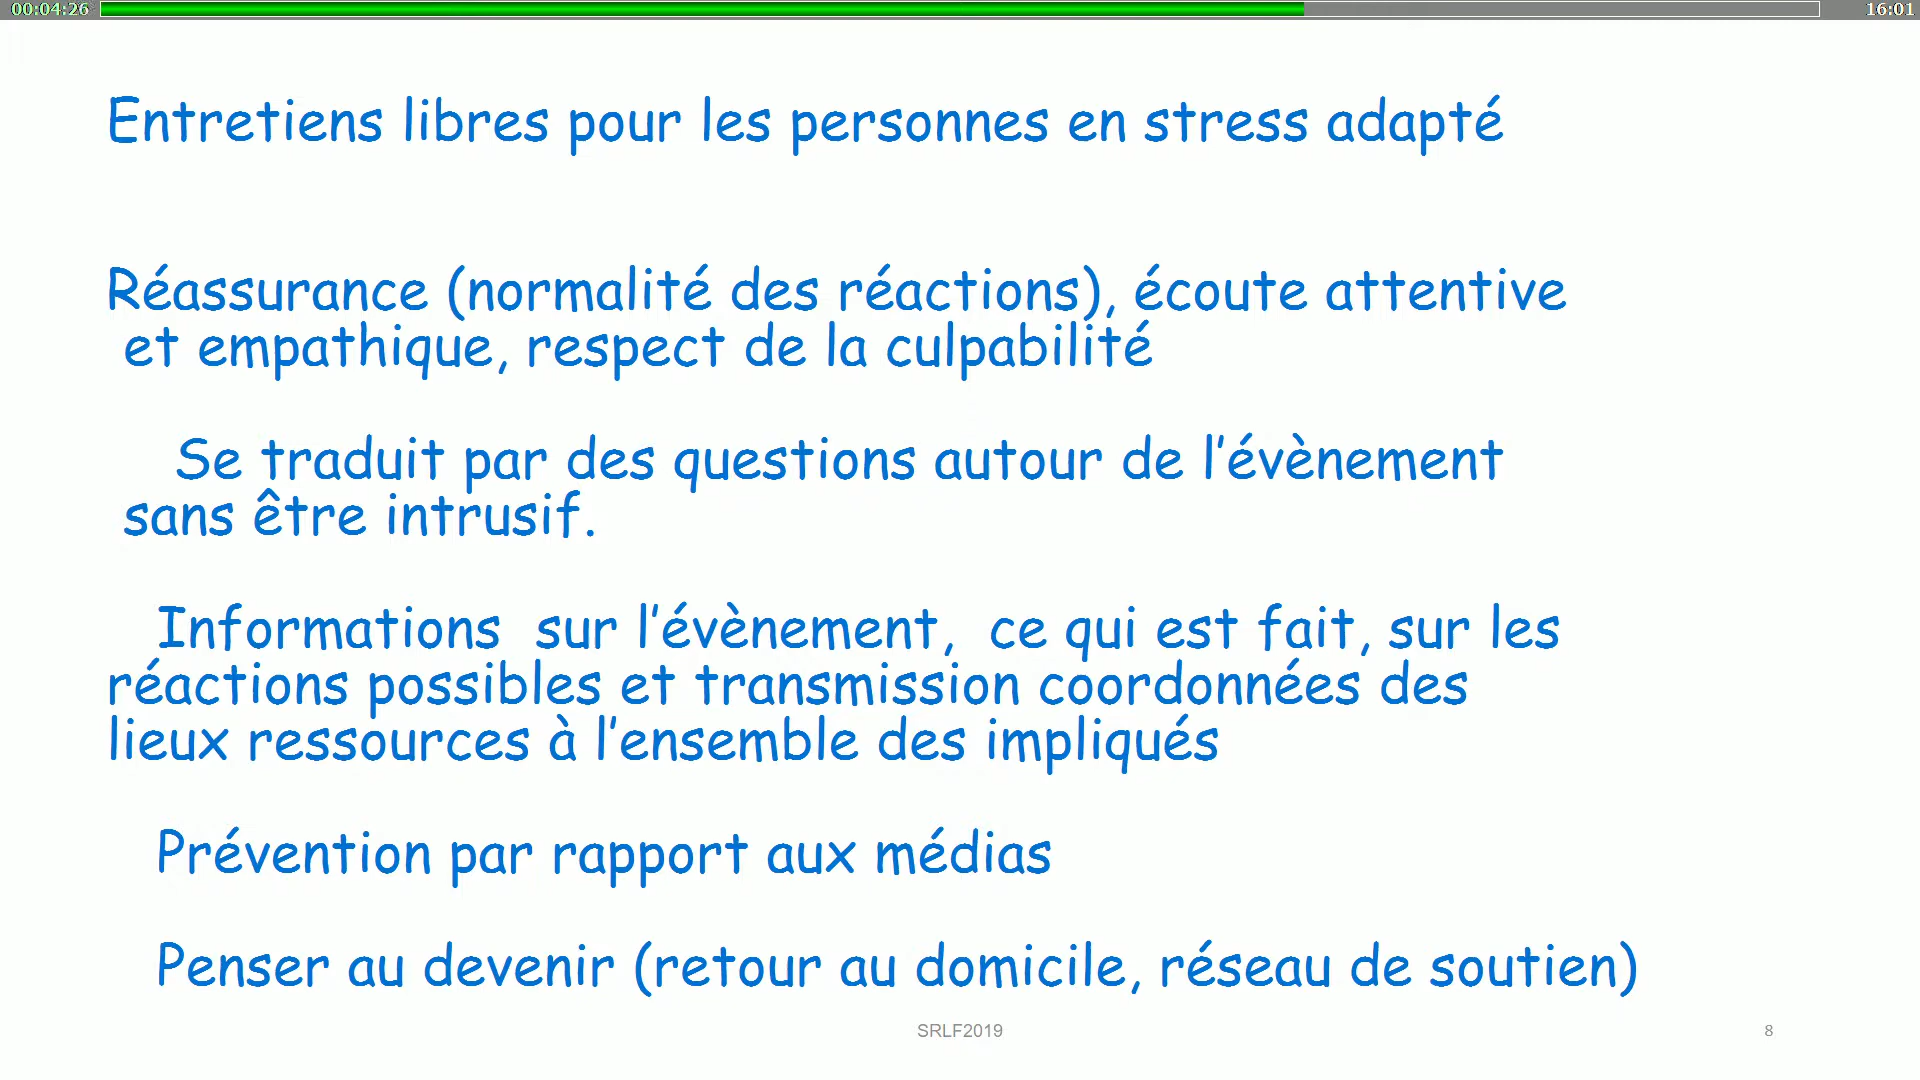 00:04:26
16:01
Entretiens libres pour les personnes en stress adapté
Réassurance (normalité des réactions), écoute attentive
et empathique, respect de la culpabilité
Se traduit par des questions autour de l'évènement
sans être intrusif.
Informations sur l'évènement, ce qui est fait, sur les
réactions possibles et transmission coordonnées des
lieux ressources à l'ensemble des impliqués
Prévention par rapport aux médias
Penser au devenir (retour au domicile, réseau de soutien)
SRLF2019
8